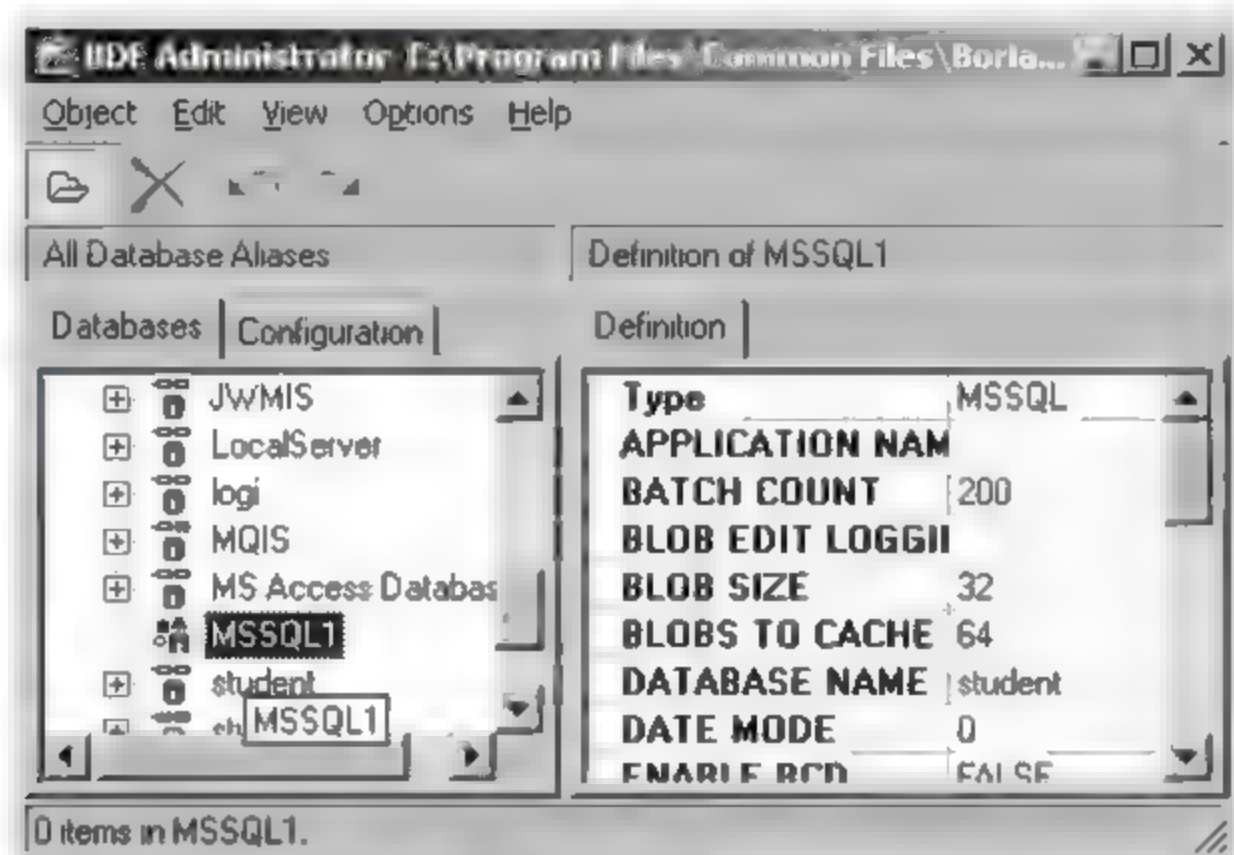 BDE Administrator C:\Program Files\Common Files\Borla...
Object Edit View Options Help
All Database Aliases
Definition of MSSQL1
Databases
Configuration
Definition
JWMIS
LocalServer
logi
MQIS
MS Access Databas
MSSQL1
student
MSSQL1
Type MSSQL
APPLICATION NAM
BATCH COUNT 200
BLOB EDIT LOGGII
BLOB SIZE 32
BLOBS TO CACHE 64
DATABASE NAME student
DATE MODE 0
ENABLE BCD FALSE
0 items in MSSQL1.